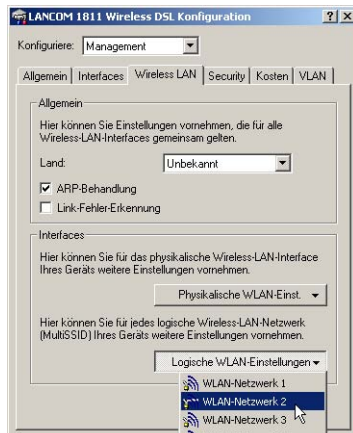 LANCOM 1811 Wireless DSL Konfiguration
Konfiguriere: Management
Allgemein Interfaces Wireless LAN Security Kosten VLAN
Allgemein
Hier können Sie Einstellungen vornehmen, die für alle
Wireless-LAN-Interfaces gemeinsam gelten.
Land: Unbekannt
ARP-Behandlung
Link-Fehler-Erkennung
Interfaces
Hier können Sie für das physikalische Wireless-LAN-Interface
Ihres Geräts weitere Einstellungen vornehmen.
Physikalische WLAN-Einst.
Hier können Sie für jedes logische Wireless-LAN-Netzwerk
(MultiSSID) Ihres Geräts weitere Einstellungen vornehmen.
Logische WLAN-Einstellungen
WLAN-Netzwerk 1
WLAN-Netzwerk 2
WLAN-Netzwerk 3